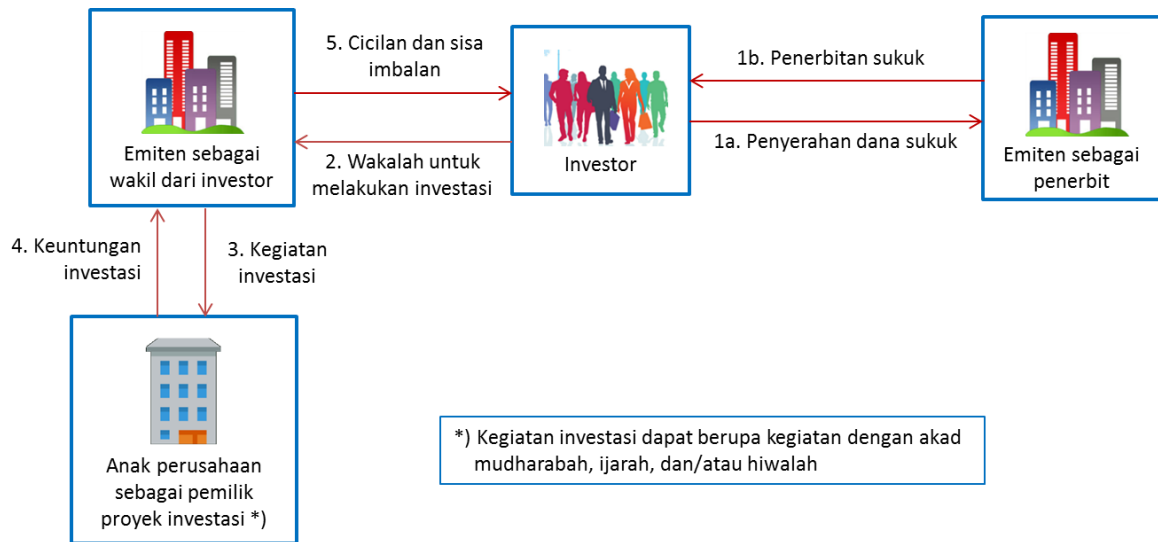 5. Cicilan dan sisa
imbalan
1b. Penerbitan sukuk
Emiten sebagai
wakil dari investor
2. Wakalah untuk
melakukan investasi
Investor
1a. Penyerahan dana sukuk
Emiten sebagai
penerbit
4. Keuntungan
investasi
3. Kegiatan
investasi
Anak perusahaan
sebagai pemilik
proyek investasi *)
*) Kegiatan investasi dapat berupa kegiatan dengan akad
mudharabah, ijarah, dan/atau hiwalah